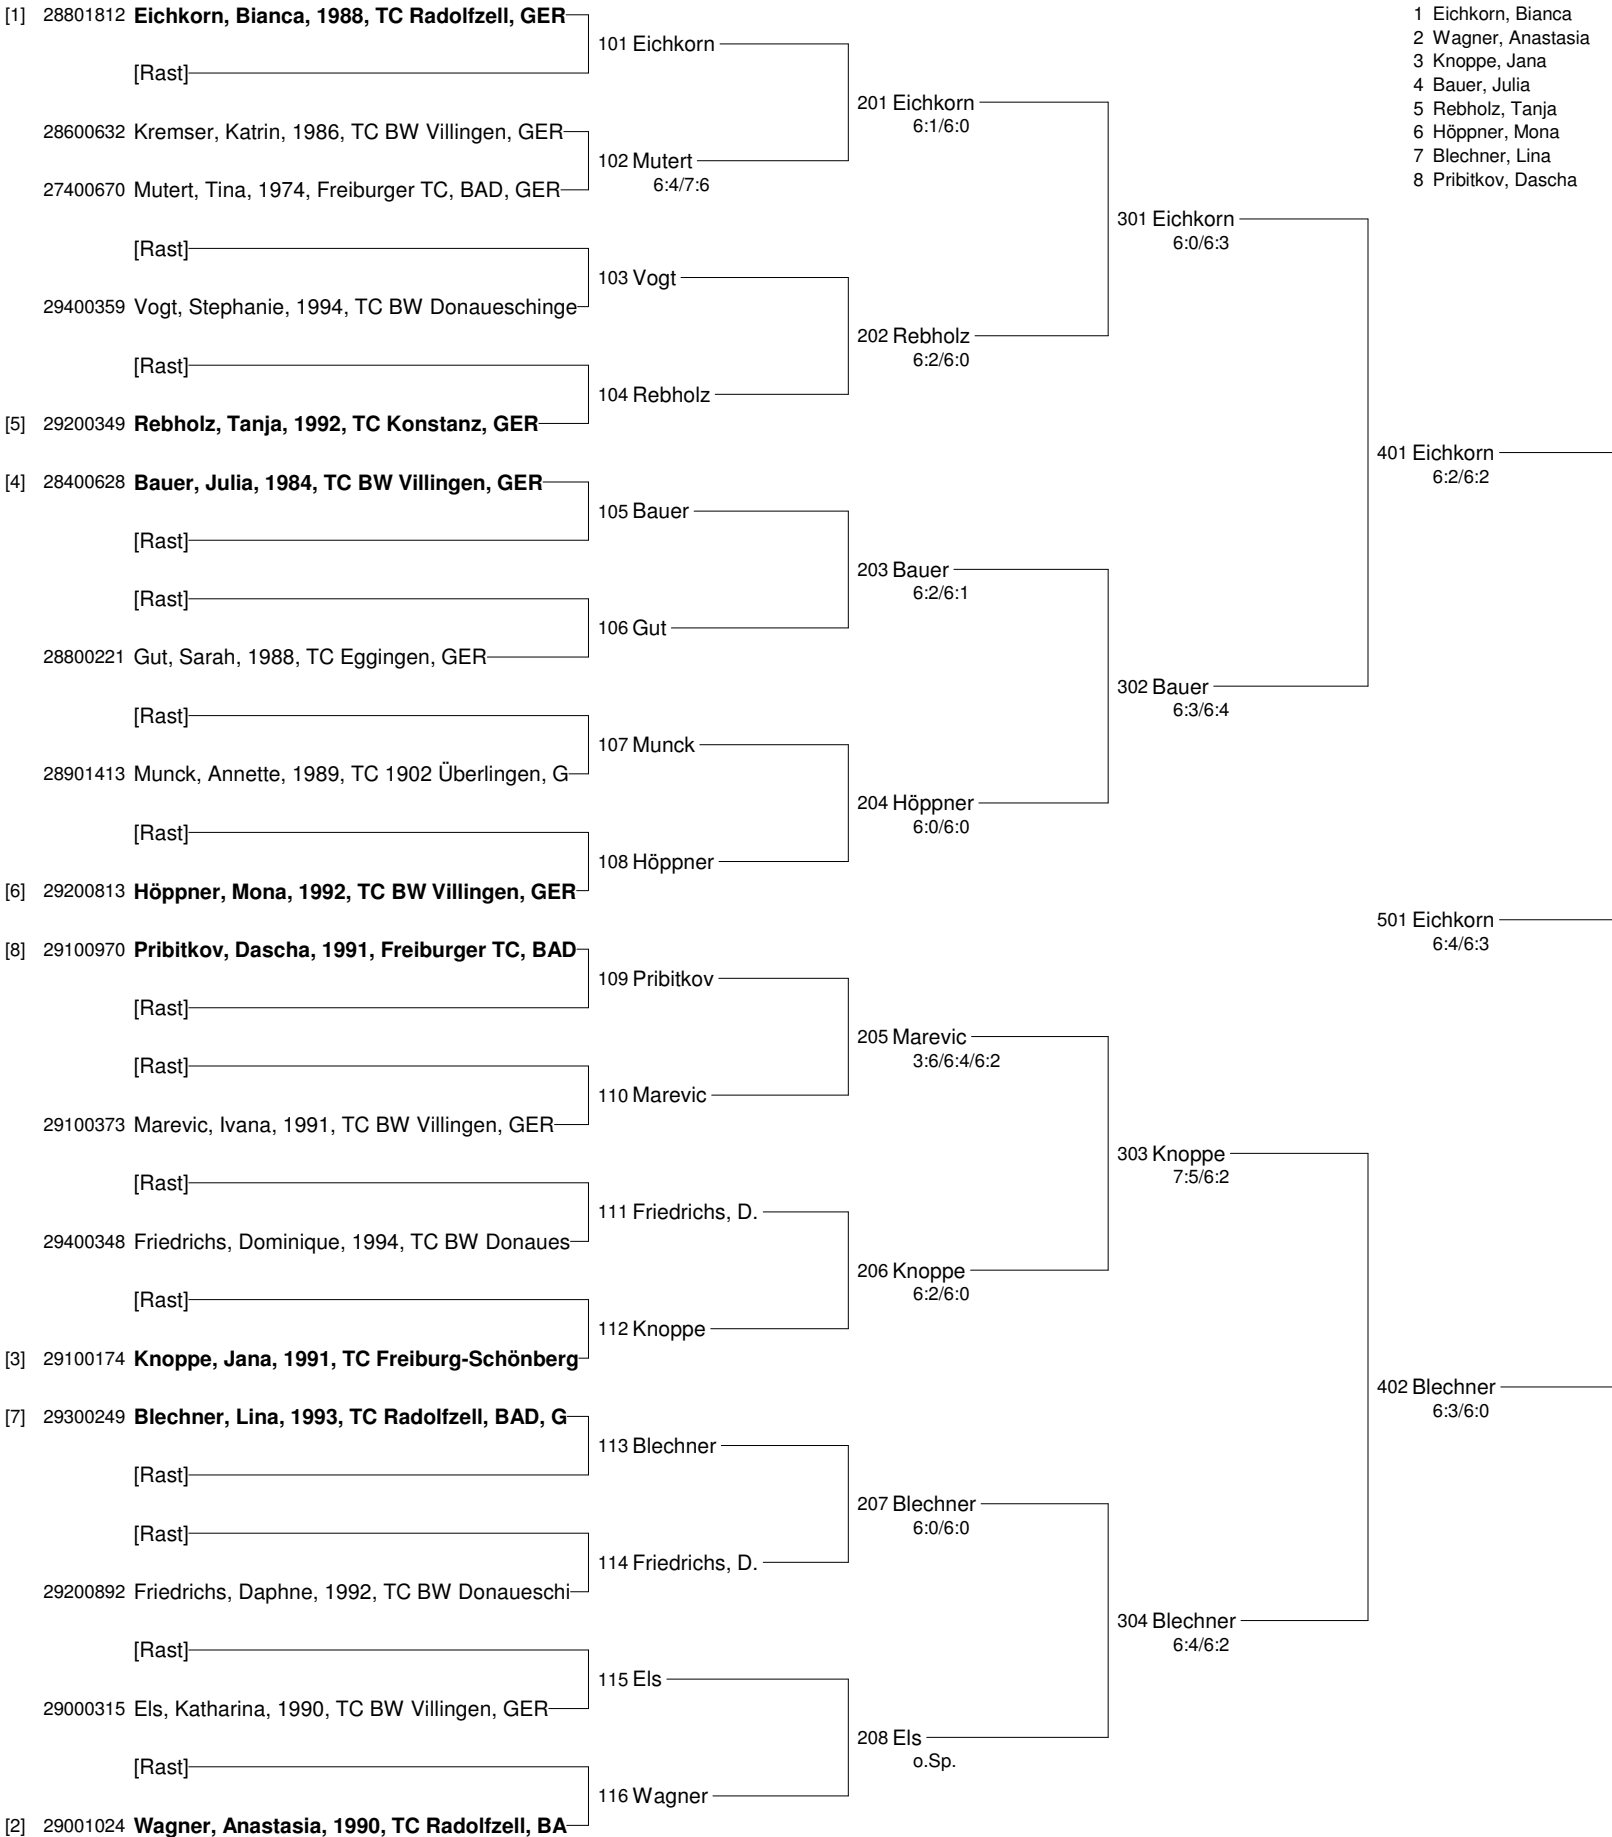 [1] 28801812 Eichkorn, Bianca, 1988, TC Radolfzell, GER
[Rast]
28600632 Kremser, Katrin, 1986, TC BW Villingen, GER
27400670 Mutert, Tina, 1974, Freiburger TC, BAD, GER
[Rast]
29400359 Vogt, Stephanie, 1994, TC BW Donaueschinge
[Rast]
[5] 29200349 Rebholz, Tanja, 1992, TC Konstanz, GER
[4] 28400628 Bauer, Julia, 1984, TC BW Villingen, GER
[Rast]
[Rast]
28800221 Gut, Sarah, 1988, TC Eggingen, GER
[Rast]
28901413 Munck, Annette, 1989, TC 1902 Überlingen, G
[Rast]
[6] 29200813 Höppner, Mona, 1992, TC BW Villingen, GER
[8] 29100970 Pribitkov, Dascha, 1991, Freiburger TC, BAD
[Rast]
[Rast]
29100373 Marevic, Ivana, 1991, TC BW Villingen, GER
[Rast]
29400348 Friedrichs, Dominique, 1994, TC BW Donaues
[Rast]
[3] 29100174 Knoppe, Jana, 1991, TC Freiburg-Schönberg
[7] 29300249 Blechner, Lina, 1993, TC Radolfzell, BAD, G
[Rast]
[Rast]
29200892 Friedrichs, Daphne, 1992, TC BW Donaueschi
[Rast]
29000315 Els, Katharina, 1990, TC BW Villingen, GER
[Rast]
[2] 29001024 Wagner, Anastasia, 1990, TC Radolfzell, BA
101 Eichkorn
102 Mutert
6:4/7:6
103 Vogt
104 Rebholz
105 Bauer
106 Gut
107 Munck
108 Höppner
109 Pribitkov
110 Marevic
111 Friedrichs, D.
112 Knoppe
113 Blechner
114 Friedrichs, D.
115 Els
116 Wagner
201 Eichkorn
6:1/6:0
202 Rebholz
6:2/6:0
203 Bauer
6:2/6:1
204 Höppner
6:0/6:0
205 Marevic
3:6/6:4/6:2
206 Knoppe
6:2/6:0
207 Blechner
6:0/6:0
208 Els
o.Sp.
301 Eichkorn
6:0/6:3
302 Bauer
6:3/6:4
303 Knoppe
7:5/6:2
304 Blechner
6:4/6:2
401 Eichkorn
6:2/6:2
501 Eichkorn
6:4/6:3
402 Blechner
6:3/6:0
1 Eichkorn, Bianca
2 Wagner, Anastasia
3 Knoppe, Jana
4 Bauer, Julia
5 Rebholz, Tanja
6 Höppner, Mona
7 Blechner, Lina
8 Pribitkov, Dascha